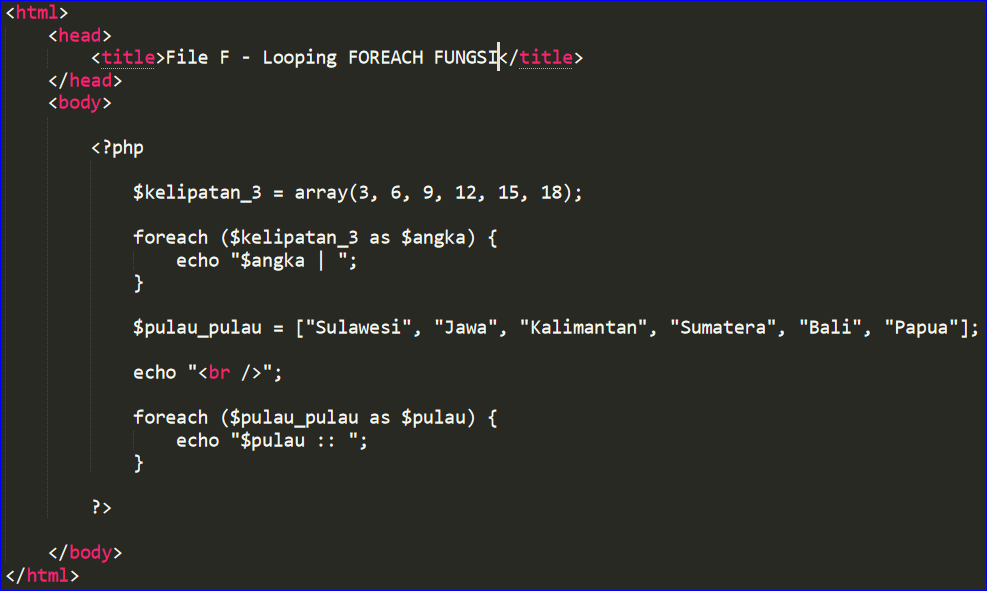 <html>
<head>
<title>File F - Looping FOREACH FUNGSI</title>
</head>
<body>
<?php
$kelipatan_3 = array(3, 6, 9, 12, 15, 18);
foreach ($kelipatan_3 as $angka) {
echo "$angka | ";
}
$pulau_pulau = ["Sulawesi", "Jawa", "Kalimantan", "Sumatera", "Bali", "Papua"];
echo "<br />";
foreach ($pulau_pulau as $pulau) {
echo "$pulau :: ";
}
?>
</body>
</html>